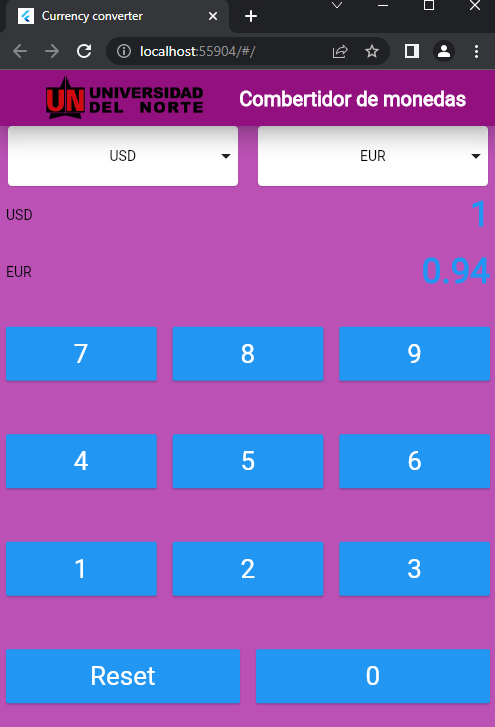 Currency converter
localhost:55904/#/
UN UNIVERSIDAD DEL NORTE
Combertidor de monedas
USD EUR
USD 1
EUR 0.94
7 8 9
4 5 6
1 2 3
Reset 0